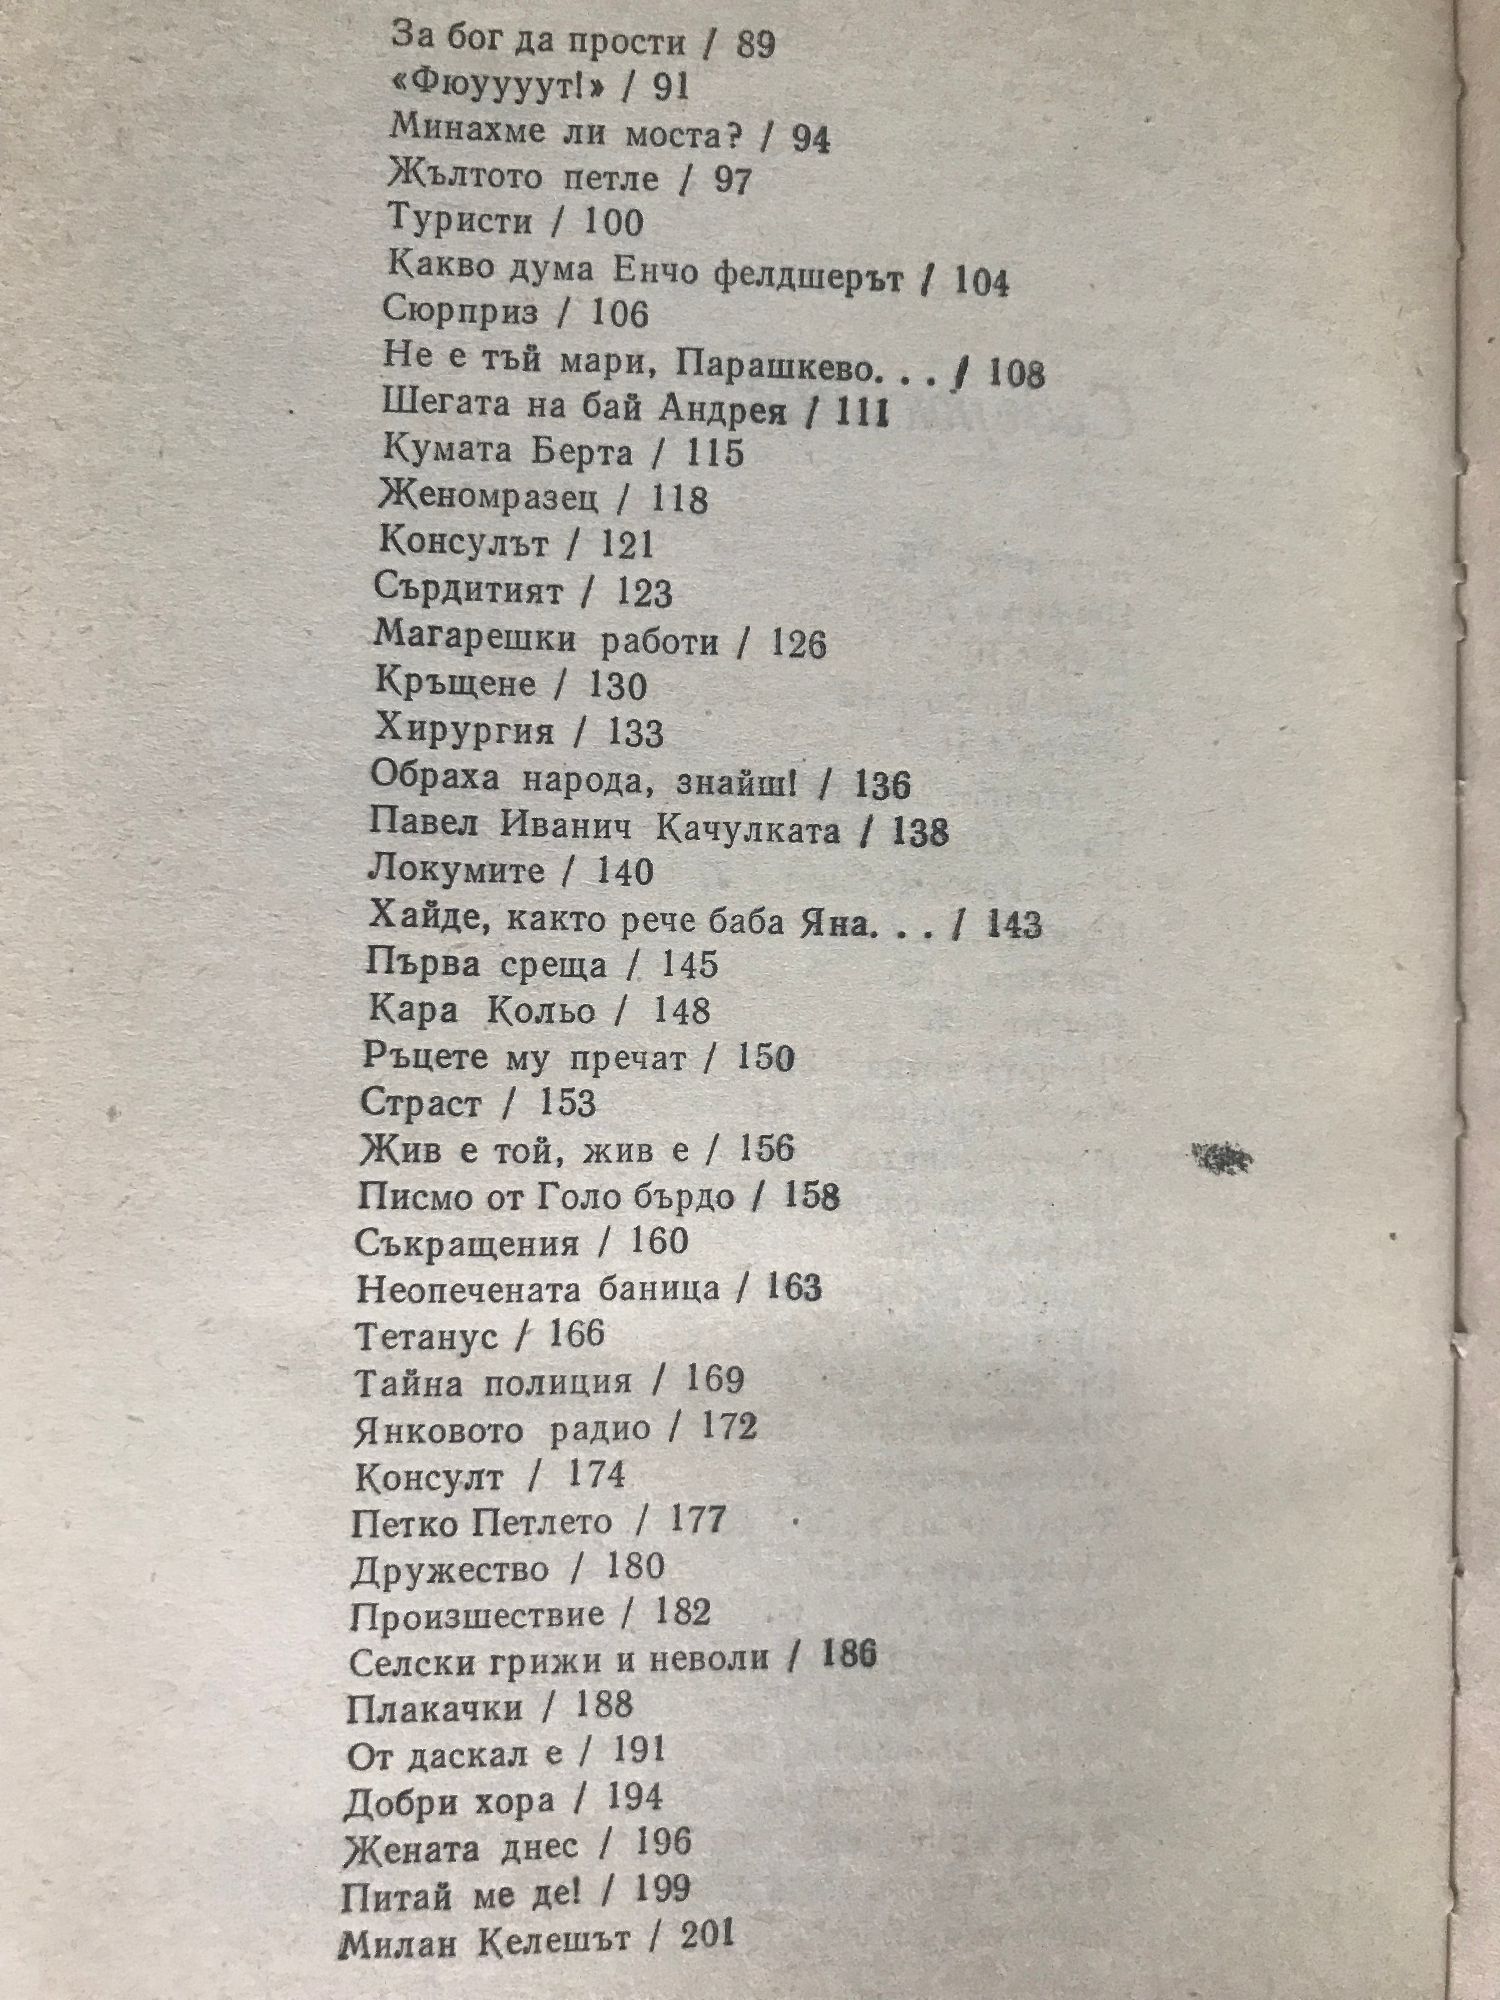 За бог да прости / 89
«Фюуууут!» / 91
Минахме ли моста? / 94
Жълтото петле / 97
Туристи / 100
Какво дума Енчо фелдшерът / 104
Сюрприз / 106
Не е тъй мари, Парашкево. . . / 108
Шегата на бай Андрея / 111
Кумата Берта / 115
Женомразец / 118
Консулът / 121
Сърдитият / 123
Магарешки работи / 126
Кръщене / 130
Хирургия / 133
Обраха народа, знайш! / 136
Павел Иванич Качулката / 138
Локумите / 140
Хайде, както рече баба Яна. . . / 143
Първа среща / 145
Кара Кольо / 148
Ръцете му пречат / 150
Страст / 153
Жив е той, жив е / 156
Писмо от Голо бърдо / 158
Съкращения / 160
Неопечената баница / 163
Тетанус / 166
Тайна полиция / 169
Янковото радио / 172
Консулт / 174
Петко Петлето / 177
Дружество / 180
Произшествие / 182
Селски грижи и неволи / 186
Плакачки / 188
От даскал е / 191
Добри хора / 194
Жената днес / 196
Питай ме де! / 199
Милан Келешът / 201